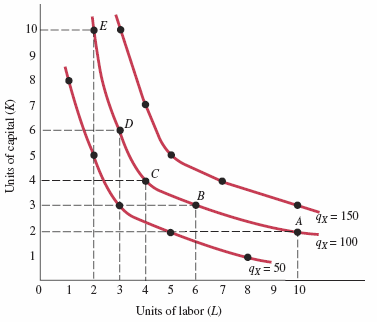 Units of capital (K)
10
9
8
7
6
5
4
3
2
1
0
E
D
C
B
A
qX = 150
qX = 100
qX = 50
1 2 3 4 5 6 7 8 9 10
Units of labor (L)